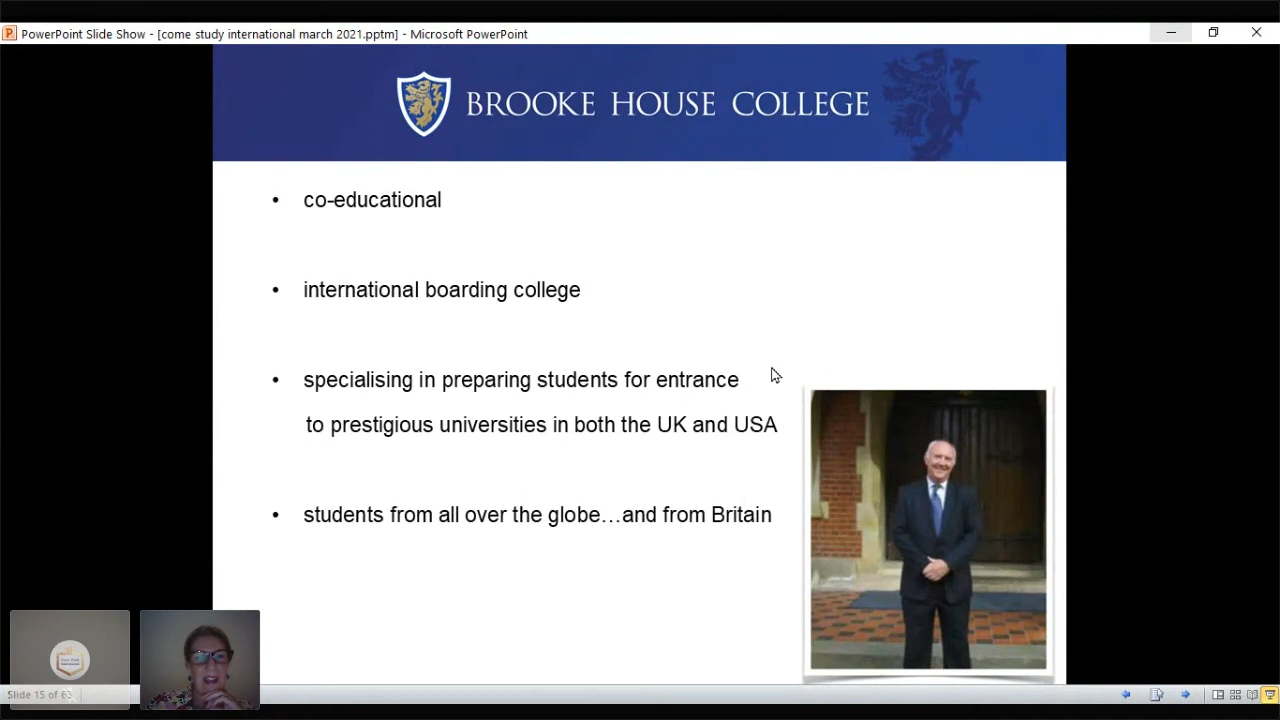 PowerPoint Slide Show - [come study international march 2021.pptm] - Microsoft PowerPoint
BROOKE HOUSE COLLEGE
• co-educational
• international boarding college
• specialising in preparing students for entrance
to prestigious universities in both the UK and USA
• students from all over the globe…and from Britain